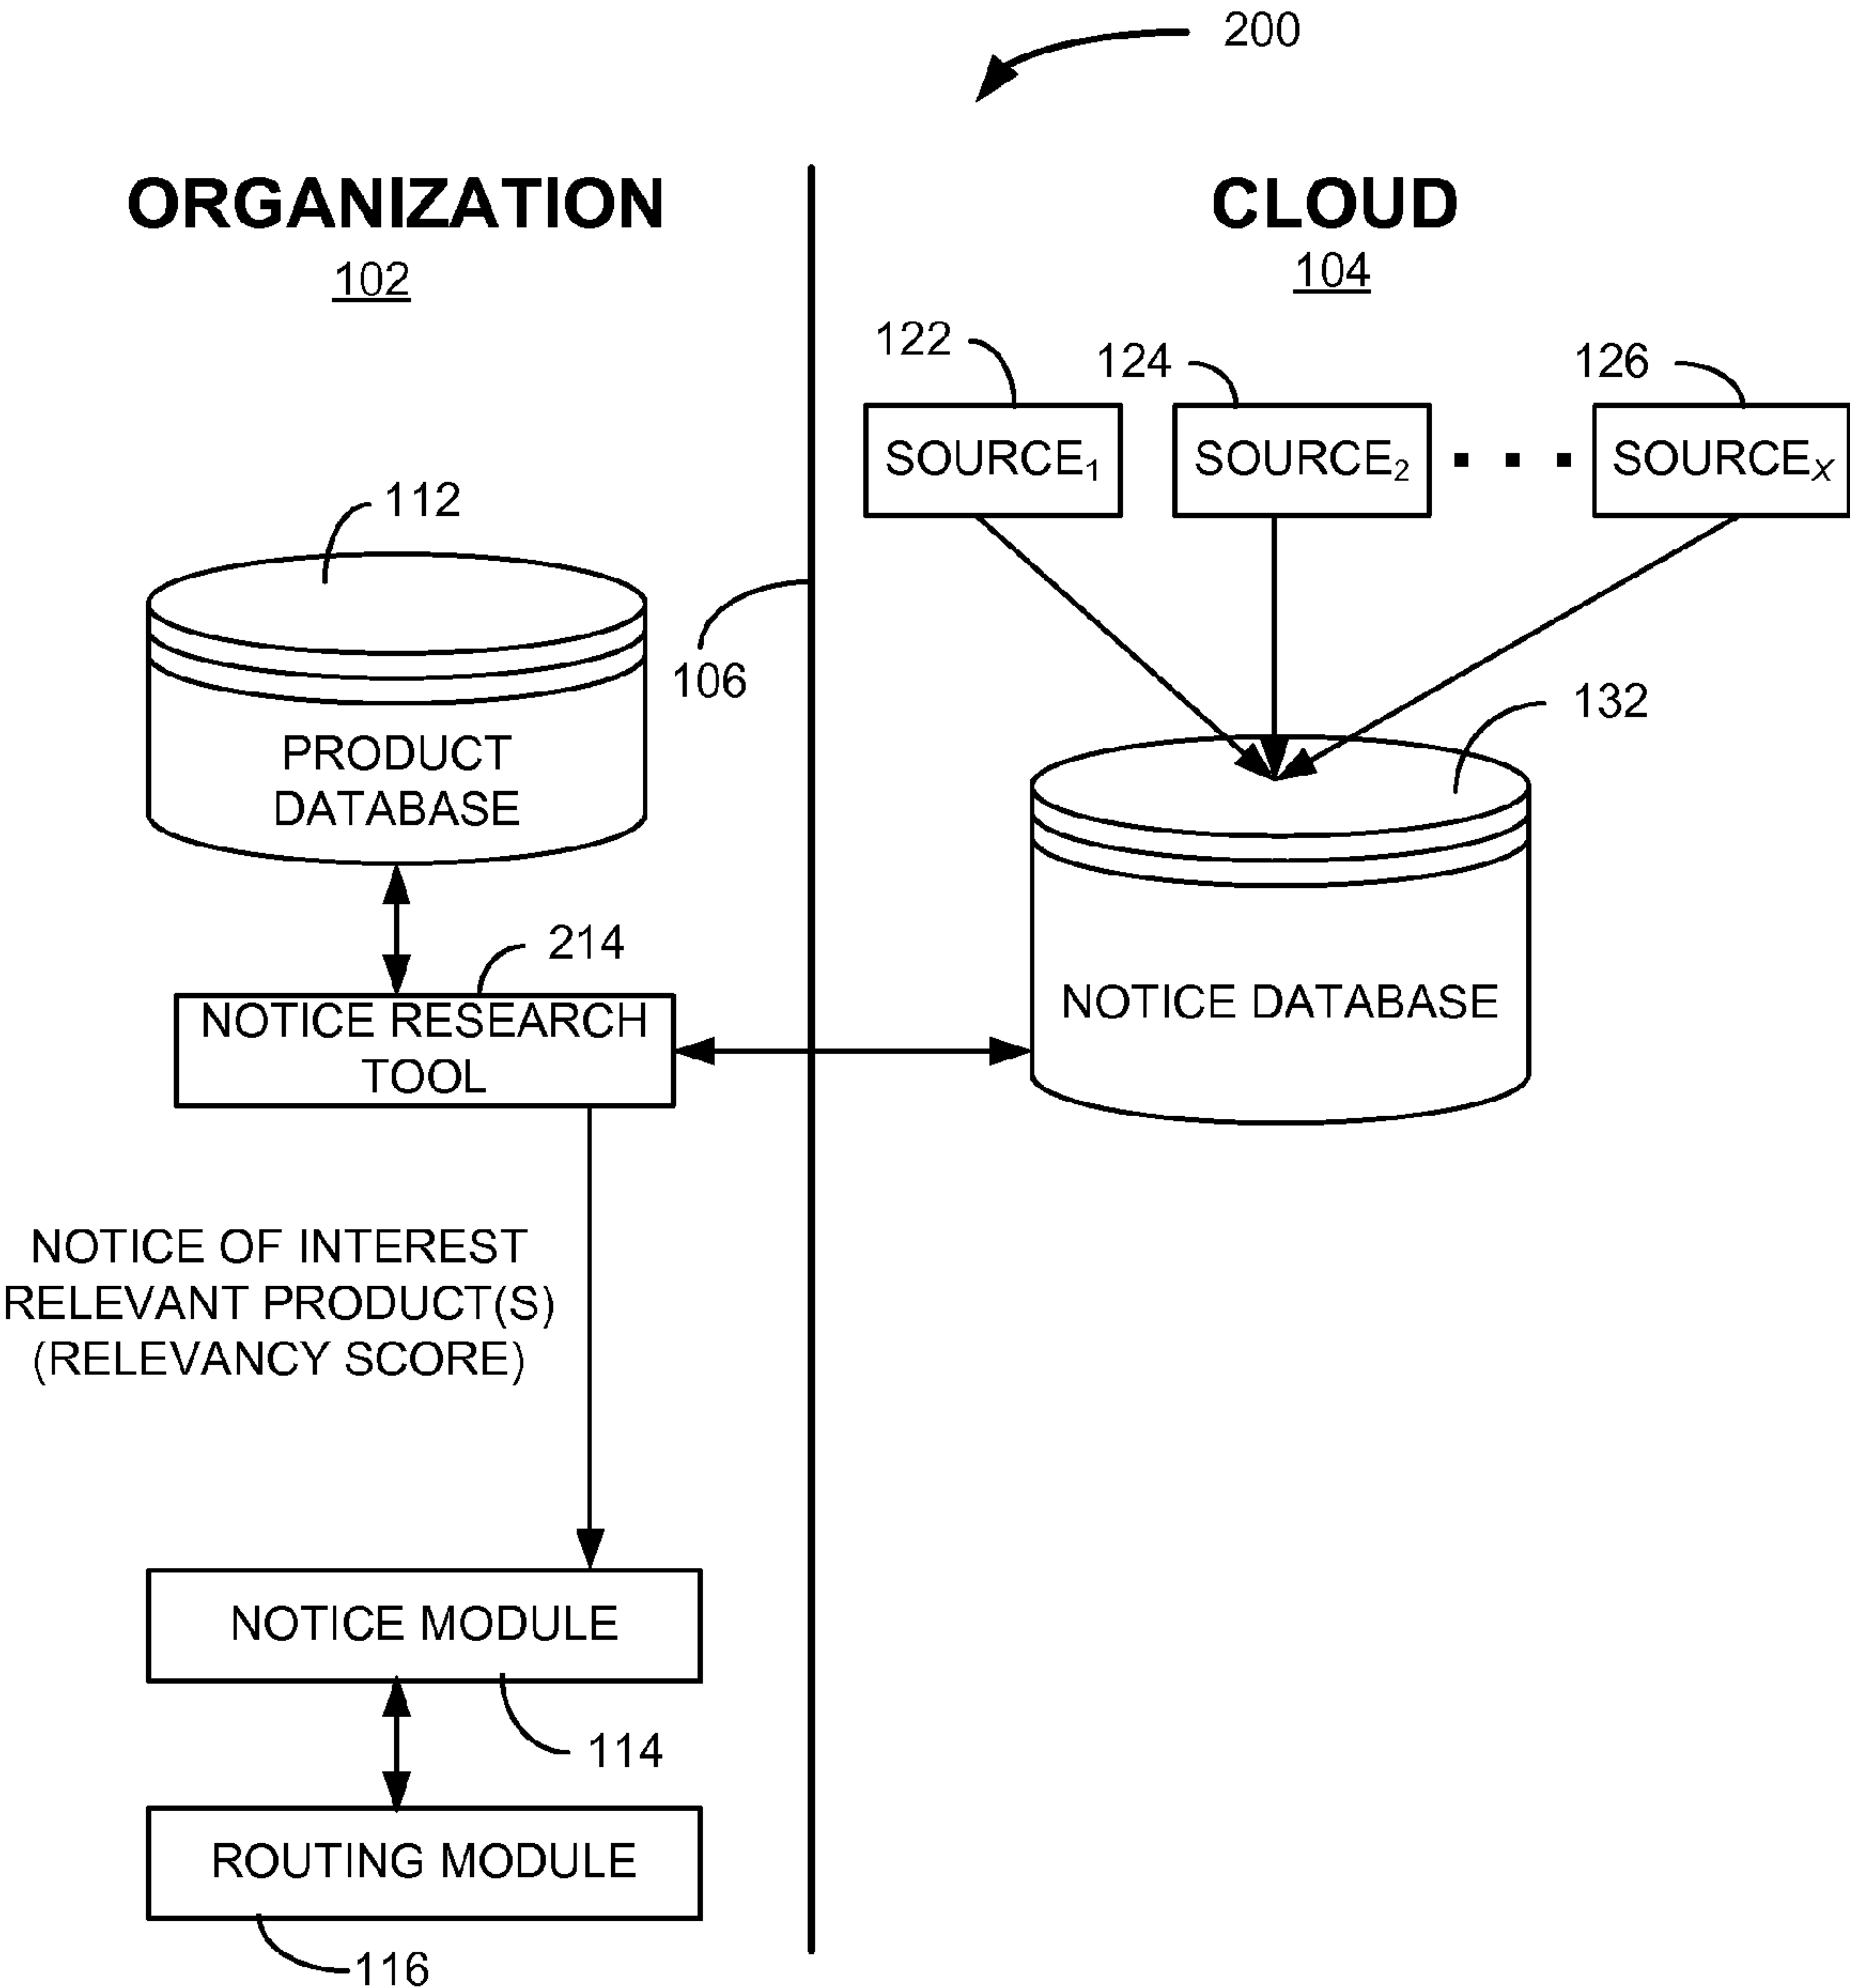 200
ORGANIZATION
102
CLOUD
104
122
124
126
SOURCE1
SOURCE2
SOURCEX
112
106
132
PRODUCT
DATABASE
214
NOTICE RESEARCH
TOOL
NOTICE DATABASE
NOTICE OF INTEREST
RELEVANT PRODUCT(S)
(RELEVANCY SCORE)
NOTICE MODULE
114
ROUTING MODULE
116